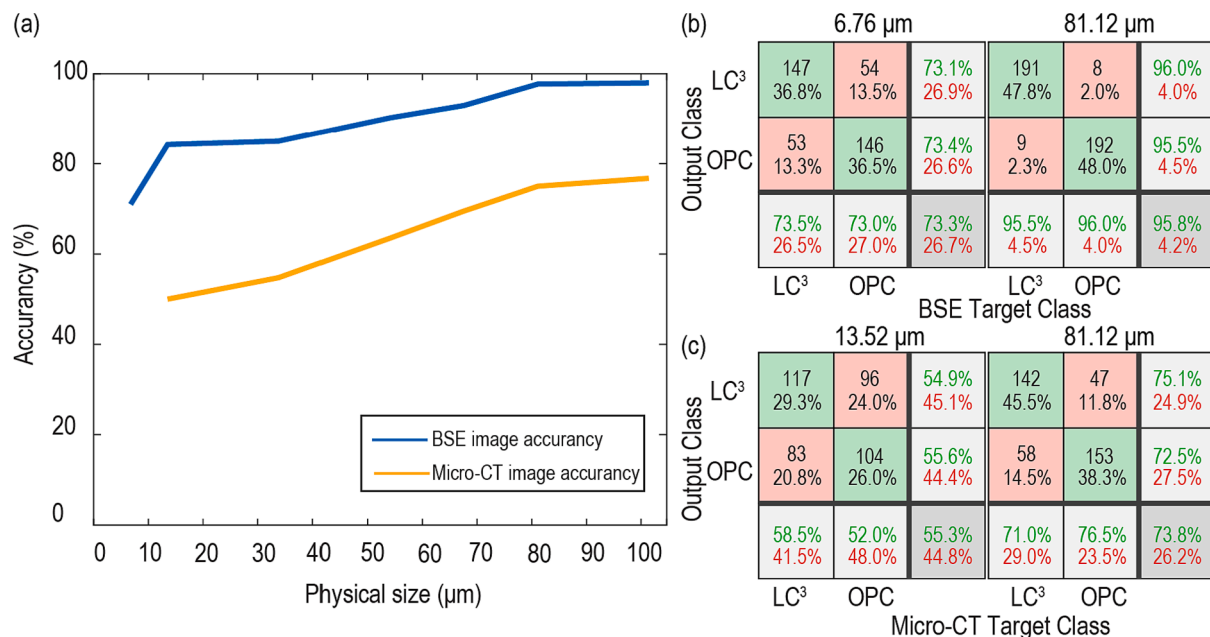 (a)
100
80
60
40
20
0
Accurancy (%)
0 10 20 30 40 50 60 70 80 90 100
Physical size (μm)
BSE image accurancy
Micro-CT image accurancy
(b)
6.76 μm 81.12 μm
Output Class
LC³ 147 54 73.1% 191 8 96.0%
36.8% 13.5% 26.9% 47.8% 2.0% 4.0%
OPC 53 146 73.4% 9 192 95.5%
13.3% 36.5% 26.6% 2.3% 48.0% 4.5%
73.5% 73.0% 73.3% 95.5% 96.0% 95.8%
26.5% 27.0% 26.7% 4.5% 4.0% 4.2%
LC³ OPC LC³ OPC
BSE Target Class
(c)
13.52 μm 81.12 μm
Output Class
LC³ 117 96 54.9% 142 47 75.1%
29.3% 24.0% 45.1% 45.5% 11.8% 24.9%
OPC 83 104 55.6% 58 153 72.5%
20.8% 26.0% 44.4% 14.5% 38.3% 27.5%
58.5% 52.0% 55.3% 71.0% 76.5% 73.8%
41.5% 48.0% 44.8% 29.0% 23.5% 26.2%
LC³ OPC LC³ OPC
Micro-CT Target Class